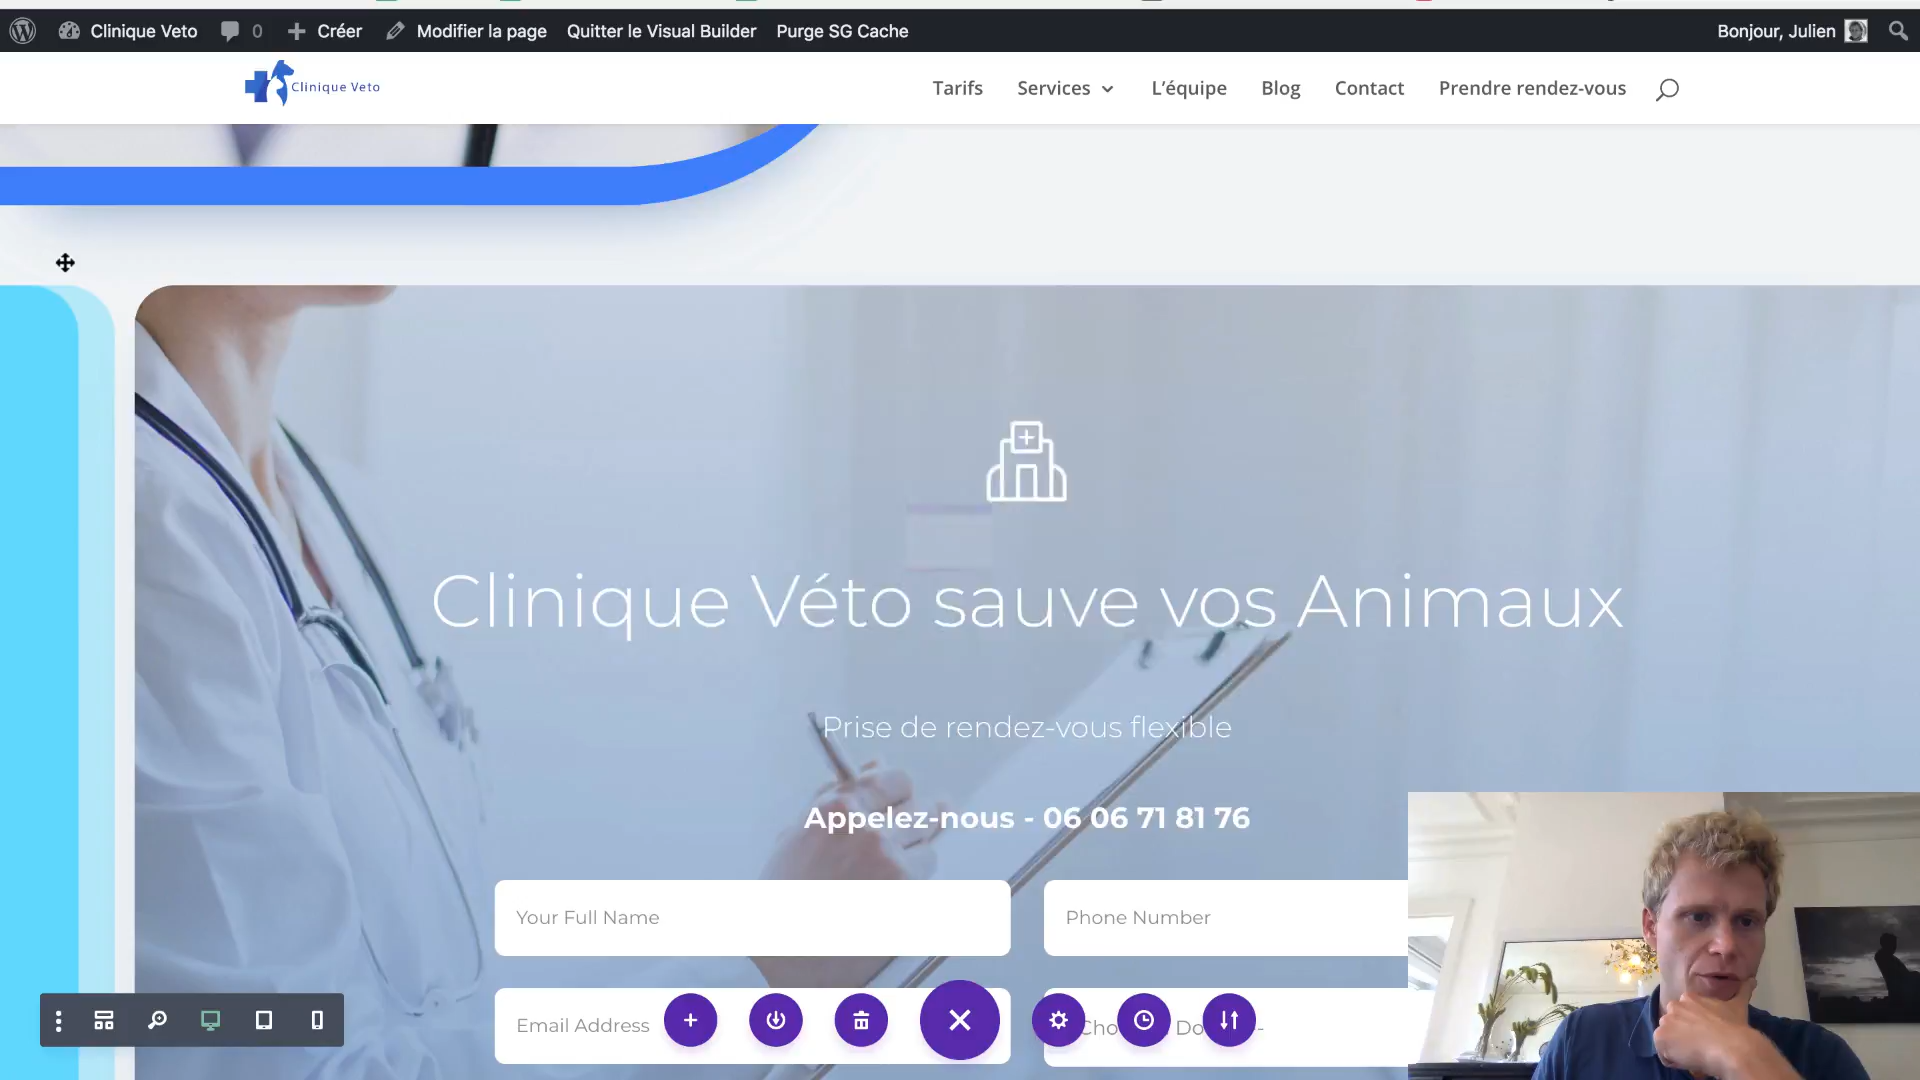 Clinique Veto
0
Créer
Modifier la page
Quitter le Visual Builder
Purge SG Cache
Bonjour, Julien
Clinique Veto
Tarifs
Services
L'équipe
Blog
Contact
Prendre rendez-vous
Clinique Véto sauve vos Animaux
Prise de rendez-vous flexible
Appelez-nous - 06 06 71 81 76
Your Full Name
Phone Number
Email Address